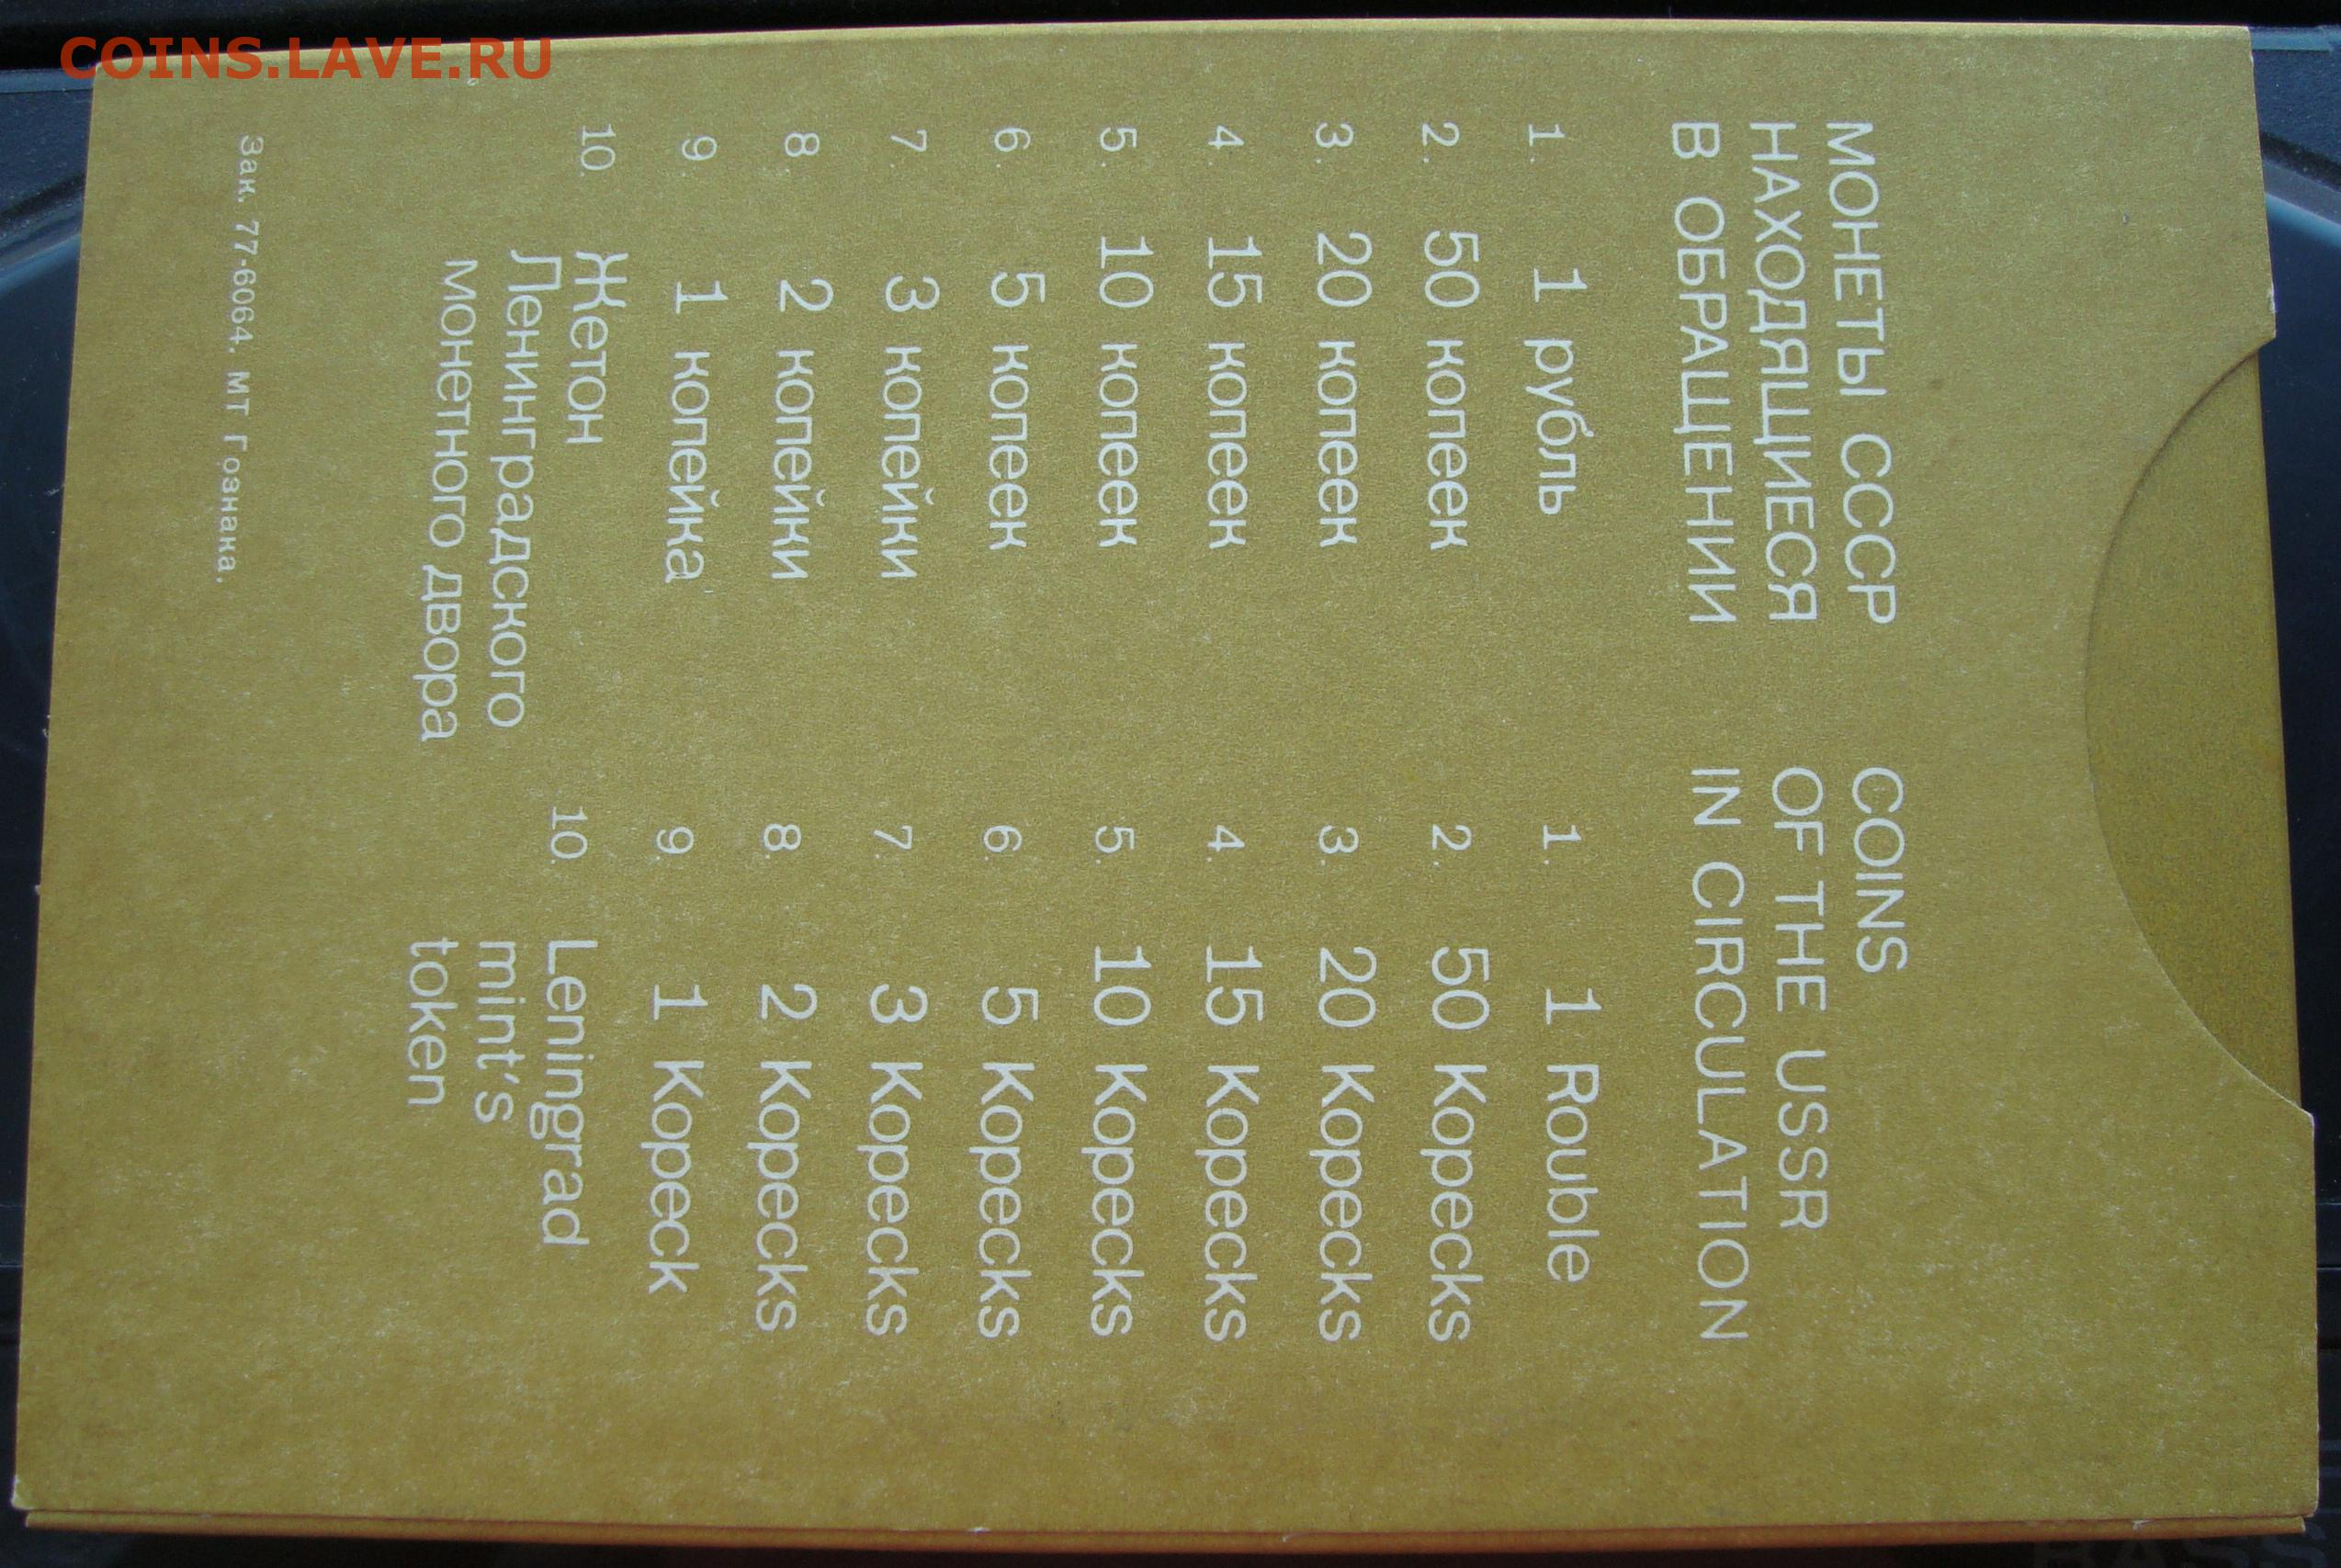 COINS.LAVE.RU
МОНЕТЫ СССР
НАХОДЯЩИЕСЯ
В ОБРАЩЕНИИ
1. 1 рубль
2. 50 копеек
3. 20 копеек
4. 15 копеек
5. 10 копеек
6. 5 копеек
7. 3 копейки
8. 2 копейки
9. 1 копейка
10. Жетон
Ленинградского
монетного двора
Зак. 77-6064. МТ Гознака.
COINS
OF THE USSR
IN CIRCULATION
1. 1 Rouble
2. 50 Kopecks
3. 20 Kopecks
4. 15 Kopecks
5. 10 Kopecks
6. 5 Kopecks
7. 3 Kopecks
8. 2 Kopecks
9. 1 Kopeck
10. Leningrad
mint's
token